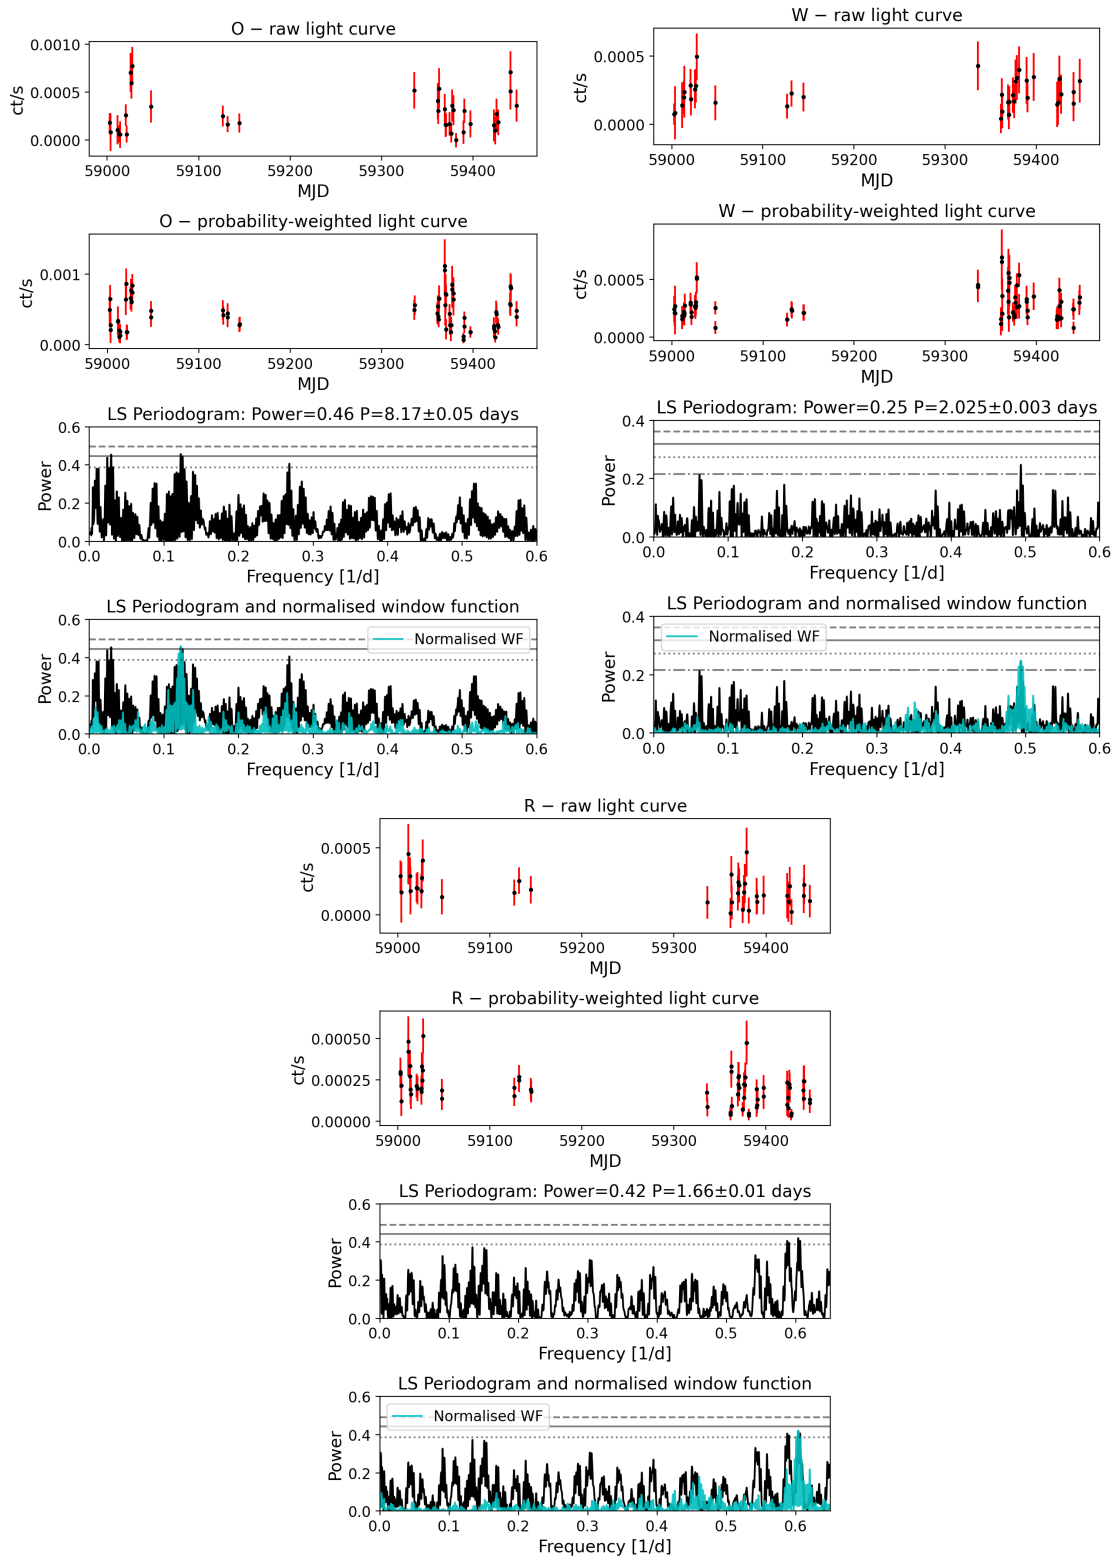 O − raw light curve
0.0010
0.0005
0.0000
ct/s
59000 59100 59200 59300 59400
MJD
O − probability-weighted light curve
0.001
0.000
ct/s
59000 59100 59200 59300 59400
MJD
LS Periodogram: Power=0.46 P=8.17±0.05 days
0.6
0.4
0.2
0.0
Power
0.0 0.1 0.2 0.3 0.4 0.5 0.6
Frequency [1/d]
LS Periodogram and normalised window function
0.6
0.4
0.2
0.0
Power
Normalised WF
0.0 0.1 0.2 0.3 0.4 0.5 0.6
Frequency [1/d]
W − raw light curve
0.0005
0.0000
ct/s
59000 59100 59200 59300 59400
MJD
W − probability-weighted light curve
0.0005
0.0000
ct/s
59000 59100 59200 59300 59400
MJD
LS Periodogram: Power=0.25 P=2.025±0.003 days
0.4
0.2
0.0
Power
0.0 0.1 0.2 0.3 0.4 0.5 0.6
Frequency [1/d]
LS Periodogram and normalised window function
0.4
0.2
0.0
Power
Normalised WF
0.0 0.1 0.2 0.3 0.4 0.5 0.6
Frequency [1/d]
R − raw light curve
0.0005
0.0000
ct/s
59000 59100 59200 59300 59400
MJD
R − probability-weighted light curve
0.00050
0.00025
0.00000
ct/s
59000 59100 59200 59300 59400
MJD
LS Periodogram: Power=0.42 P=1.66±0.01 days
0.6
0.4
0.2
0.0
Power
0.0 0.1 0.2 0.3 0.4 0.5 0.6
Frequency [1/d]
LS Periodogram and normalised window function
0.6
0.4
0.2
0.0
Power
Normalised WF
0.0 0.1 0.2 0.3 0.4 0.5 0.6
Frequency [1/d]